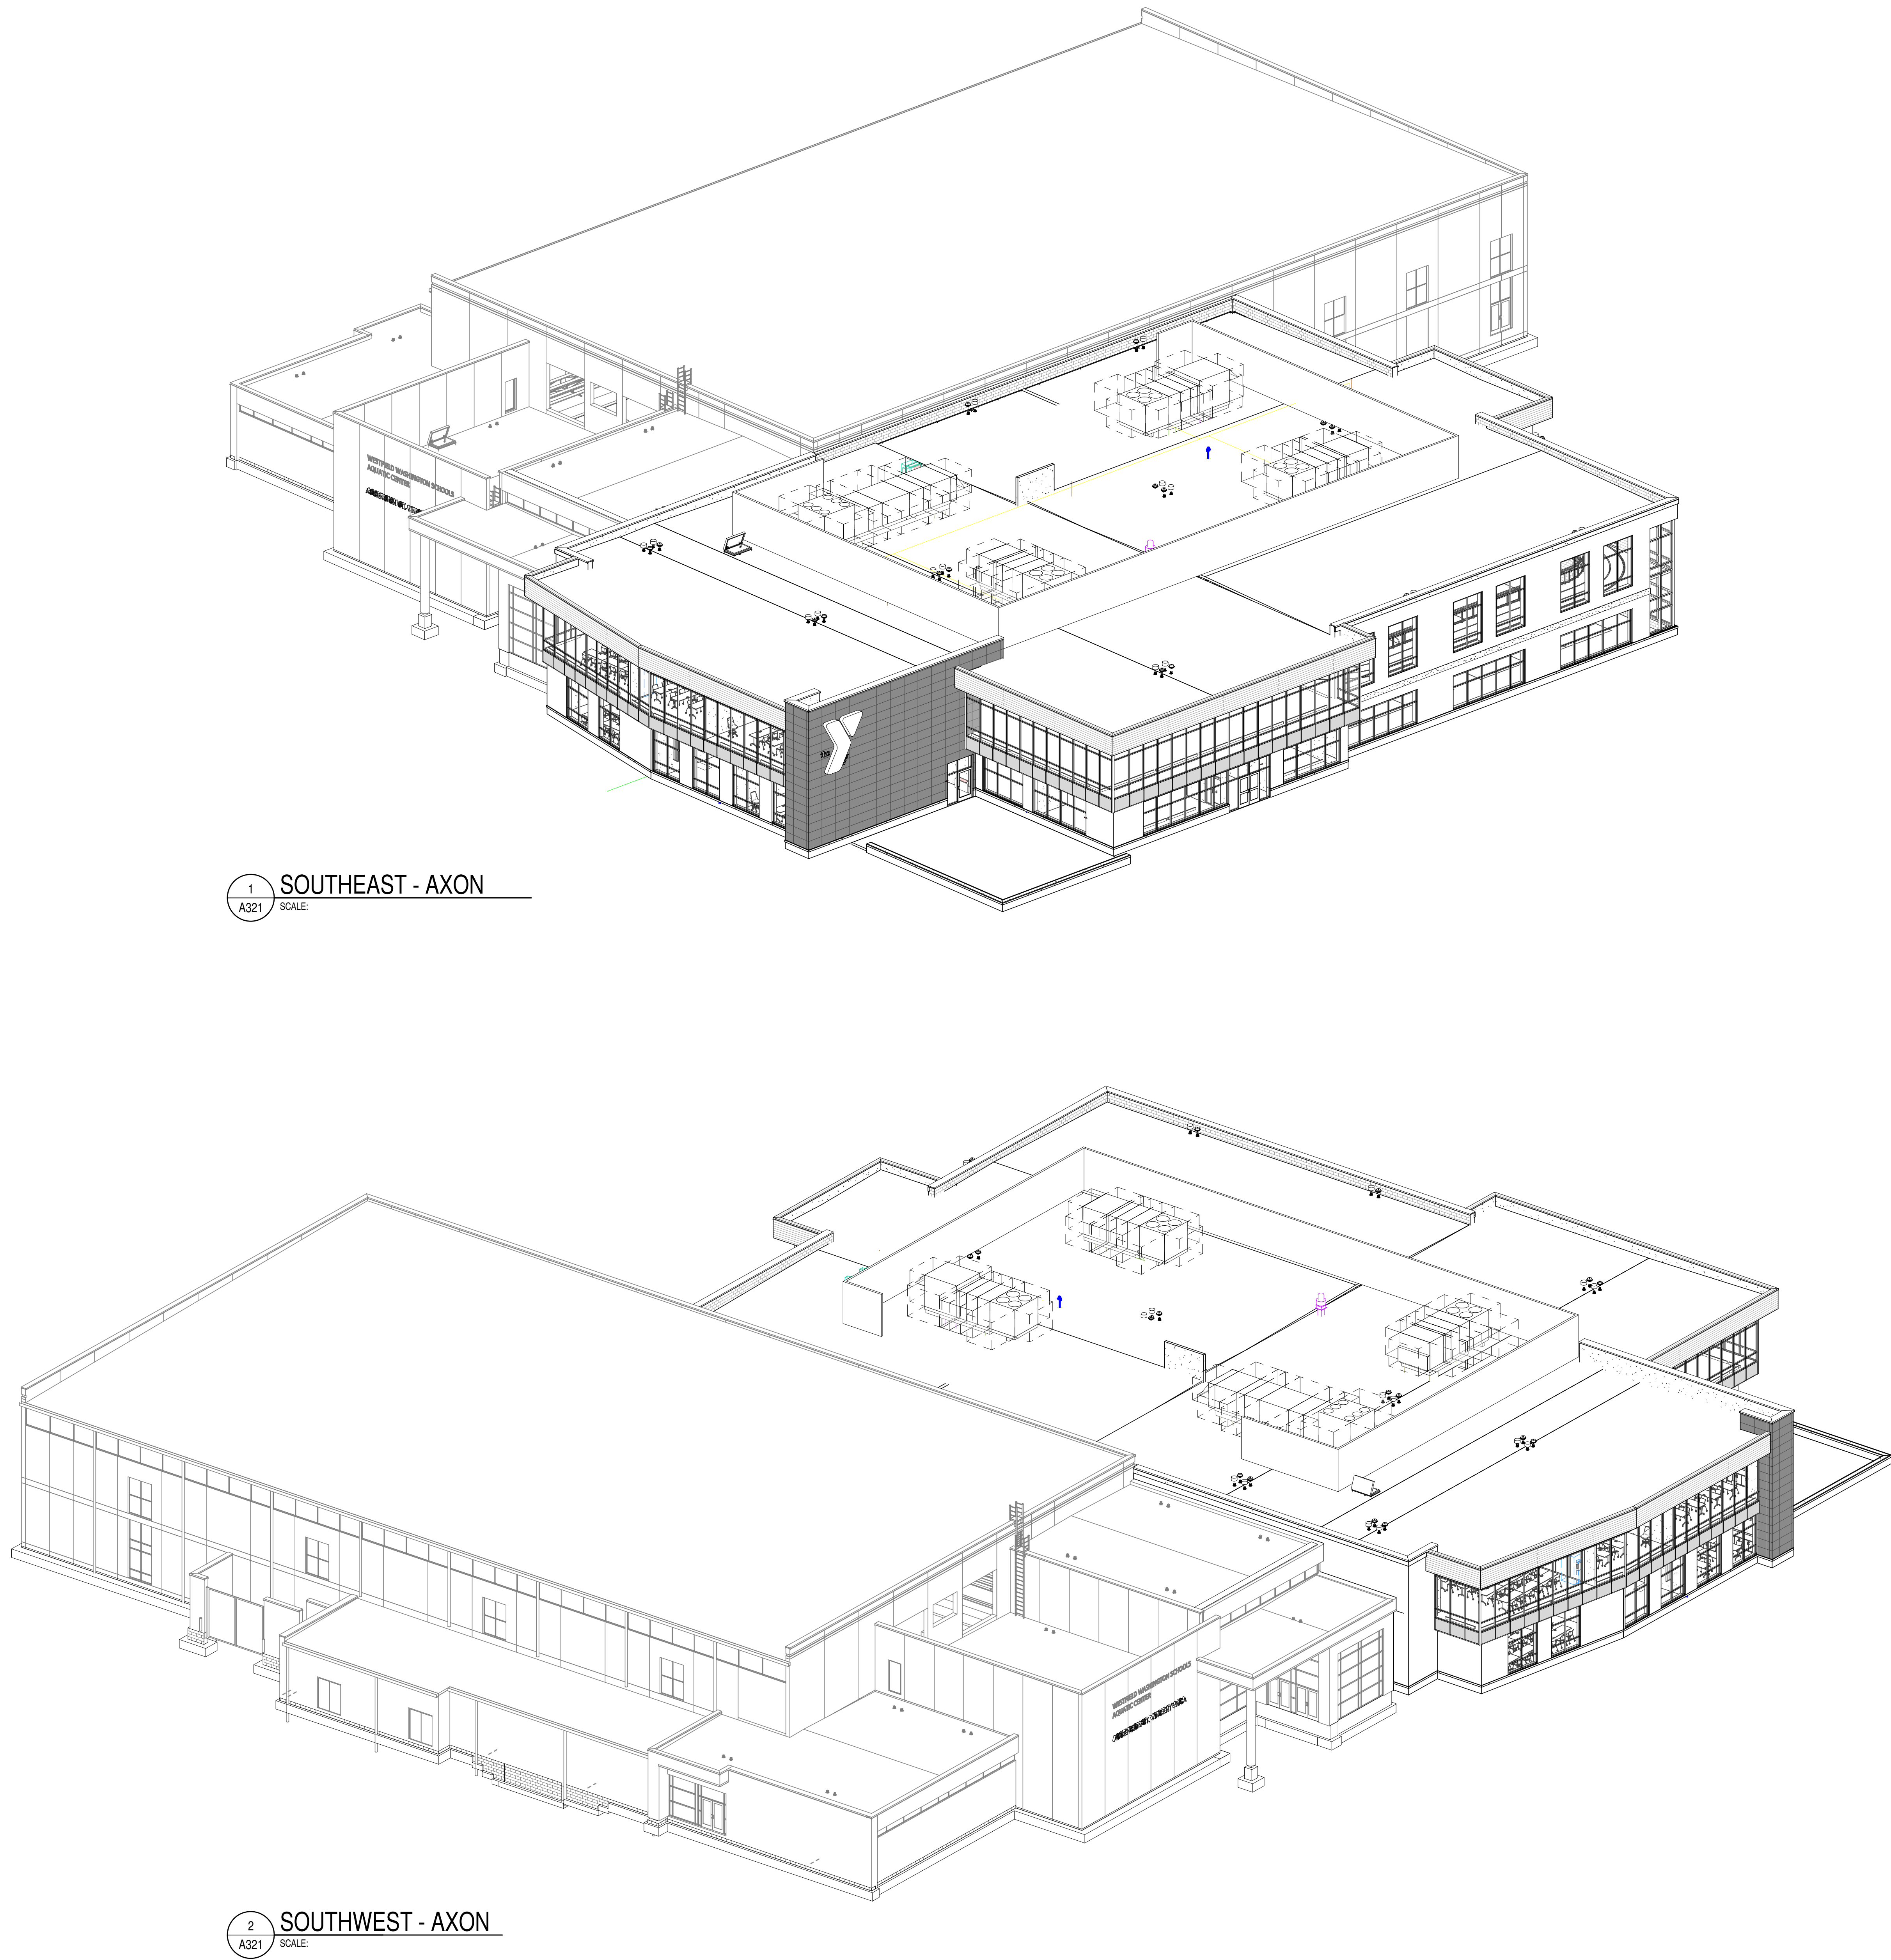 WESTFIELD WASHINGTON SCHOOLS
AQUATIC CENTER
1
A321
SOUTHEAST - AXON
SCALE:
WESTFIELD WASHINGTON SCHOOLS
AQUATIC CENTER
2
A321
SOUTHWEST - AXON
SCALE: